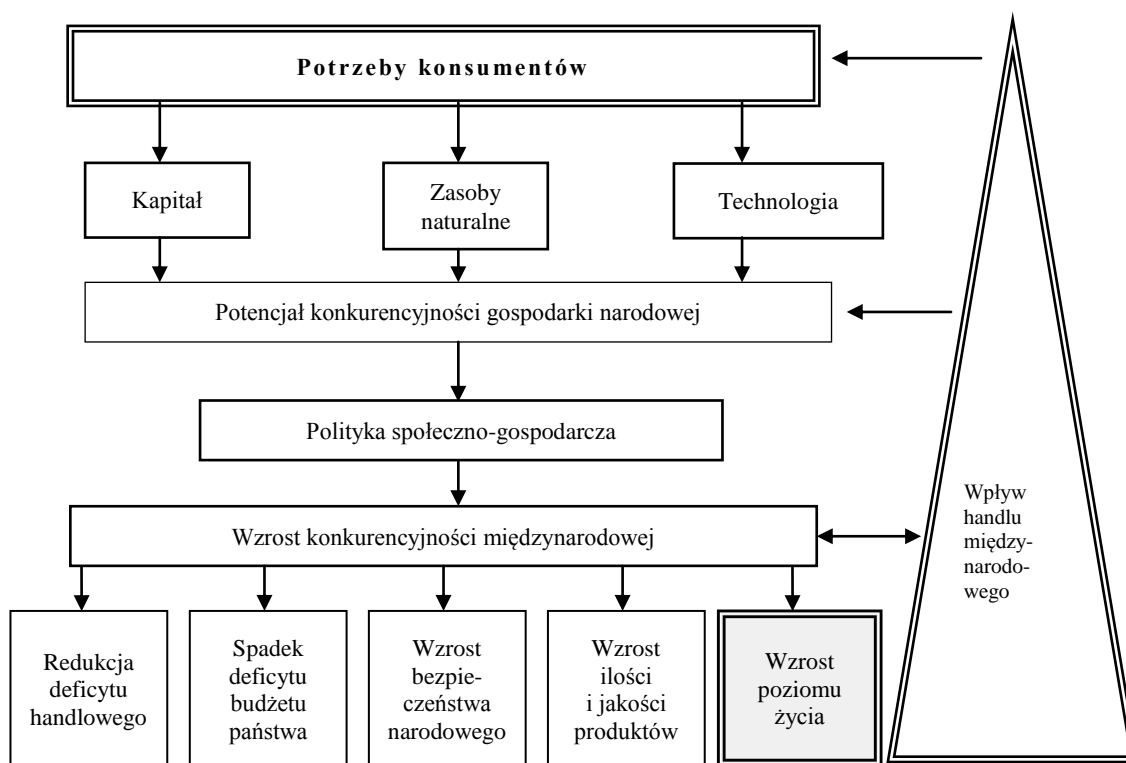 Potrzeby konsumentów
Kapitał
Zasoby
naturalne
Technologia
Potencjał konkurencyjności gospodarki narodowej
Polityka społeczno-gospodarcza
Wzrost konkurencyjności międzynarodowej
Wpływ
handlu
między-
narodo-
wego
Redukcja
deficytu
handlowego
Spadek
deficytu
budżetu
państwa
Wzrost
bezpie-
czeństwa
narodowego
Wzrost
ilości
i jakości
produktów
Wzrost
poziomu
życia